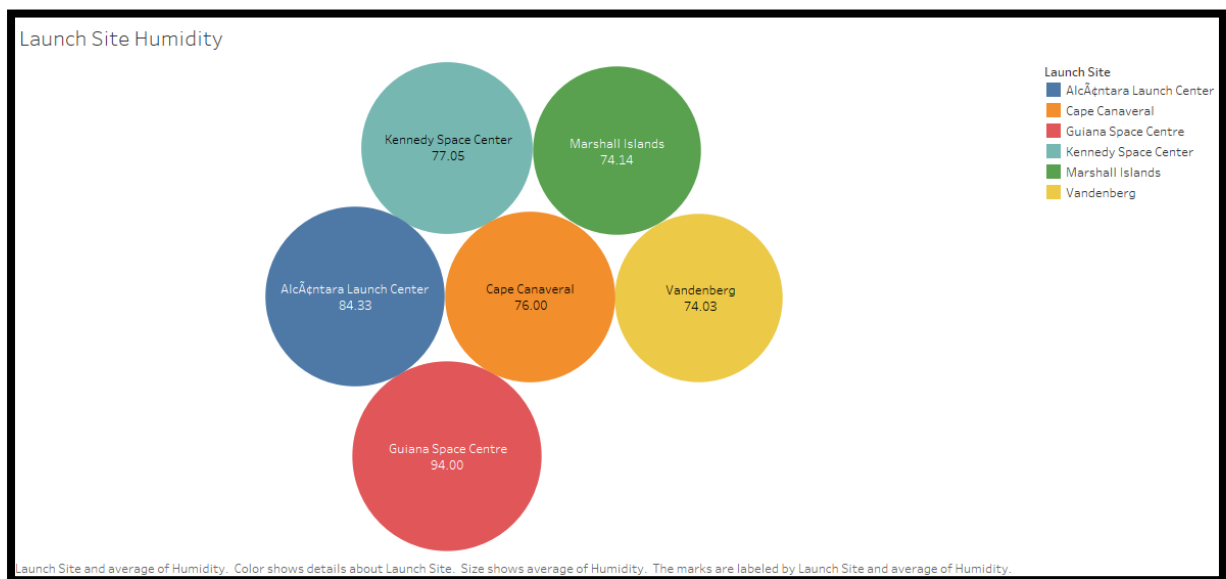 Launch Site Humidity
Kennedy Space Center
77.05
Marshall Islands
74.14
AlcÃ¢ntara Launch Center
84.33
Cape Canaveral
76.00
Vandenberg
74.03
Guiana Space Centre
94.00
Launch Site
AlcÃ¢ntara Launch Center
Cape Canaveral
Guiana Space Centre
Kennedy Space Center
Marshall Islands
Vandenberg
Launch Site and average of Humidity.  Color shows details about Launch Site.  Size shows average of Humidity.  The marks are labeled by Launch Site and average of Humidity.